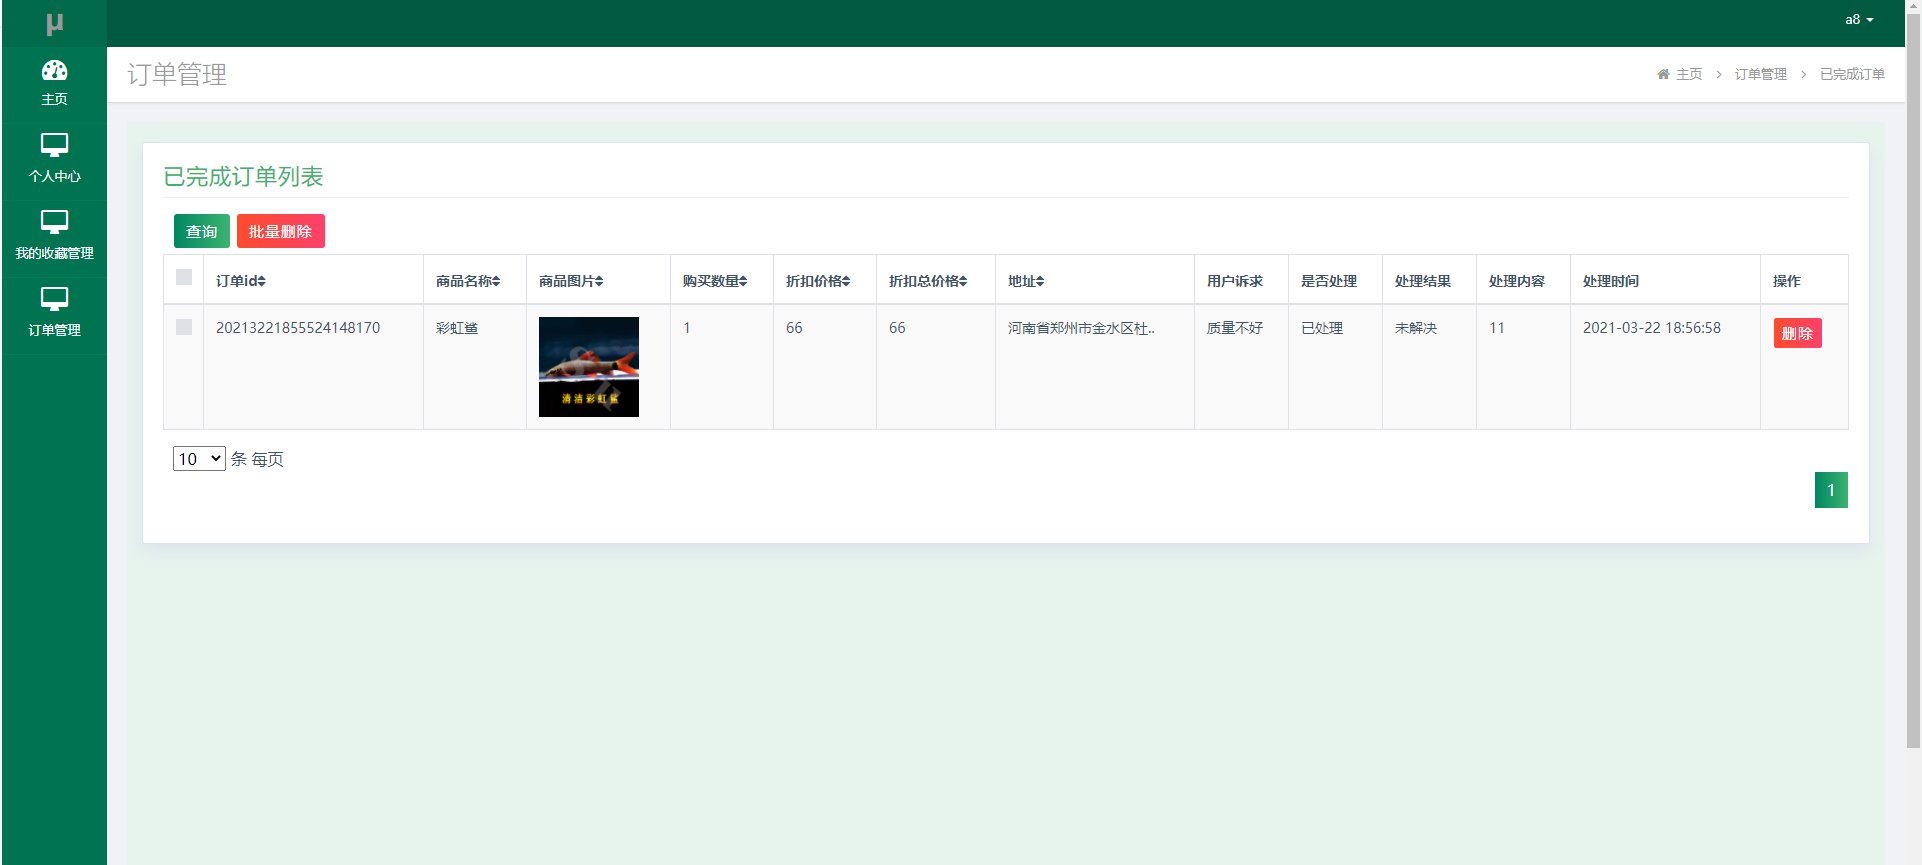 µ
a8
主页
个人中心
我的收藏管理
订单管理
订单管理
主页 > 订单管理 > 已完成订单
已完成订单列表
查询 批量删除
订单id 商品名称 商品图片 购买数量 折扣价格 折扣总价格 地址 用户诉求 是否处理 处理结果 处理内容 处理时间 操作
20213221855524148170 彩虹鲨 1 66 66 河南省郑州市金水区杜.. 质量不好 已处理 未解决 11 2021-03-22 18:56:58 删除
清洁彩虹鲨
10 条 每页
1